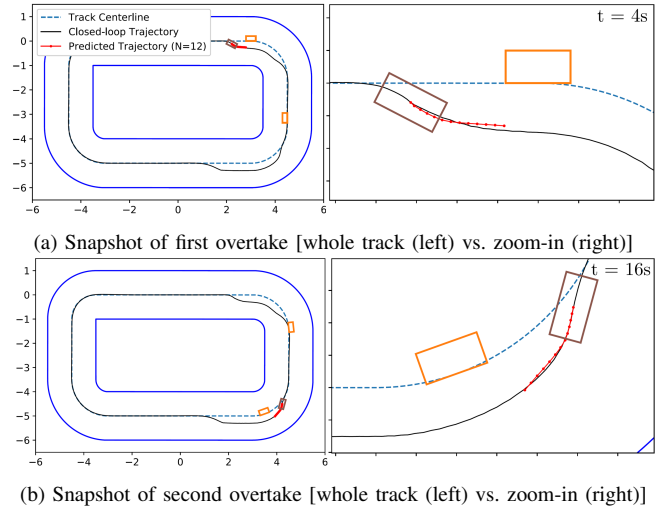 Track Centerline
Closed-loop Trajectory
Predicted Trajectory (N=12)
t = 4s
1
0
−1
−2
−3
−4
−5
−6
−6 −4 −2 0 2 4 6
(a) Snapshot of first overtake [whole track (left) vs. zoom-in (right)]
t = 16s
1
0
−1
−2
−3
−4
−5
−6
−6 −4 −2 0 2 4 6
(b) Snapshot of second overtake [whole track (left) vs. zoom-in (right)]